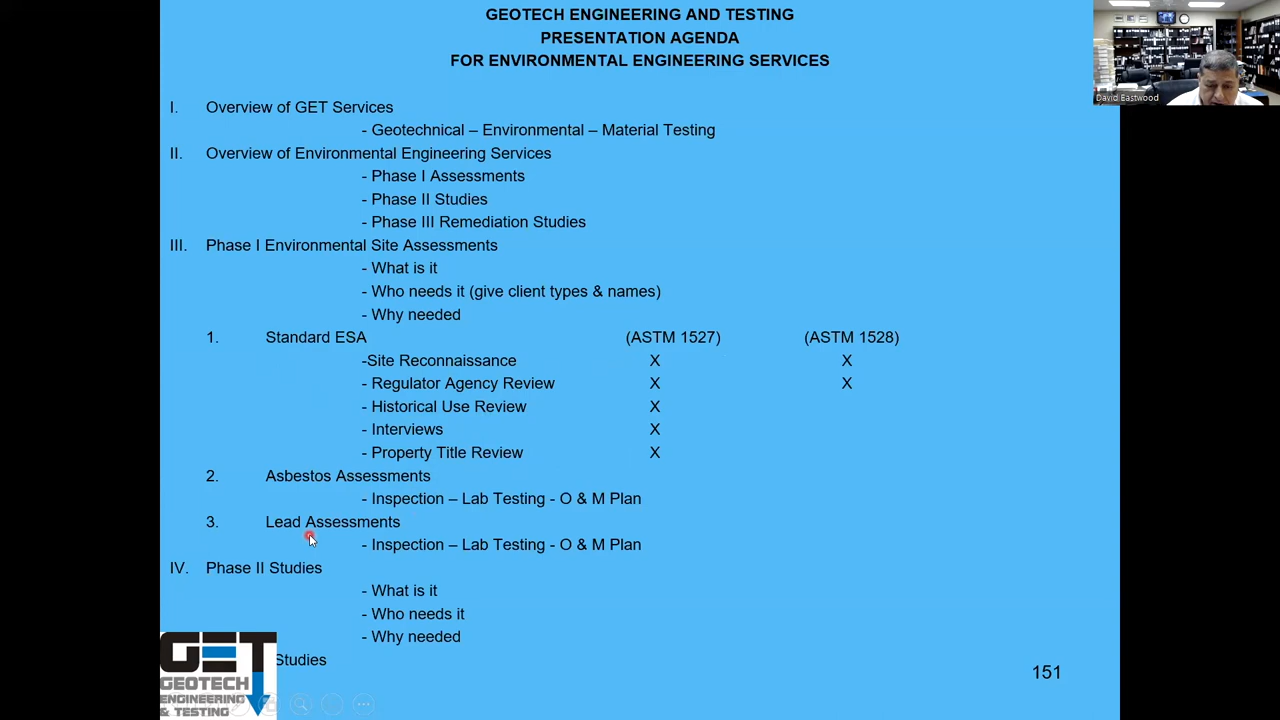 GEOTECH ENGINEERING AND TESTING
PRESENTATION AGENDA
FOR ENVIRONMENTAL ENGINEERING SERVICES
David Eastwood
I. Overview of GET Services
- Geotechnical – Environmental – Material Testing
II. Overview of Environmental Engineering Services
- Phase I Assessments
- Phase II Studies
- Phase III Remediation Studies
III. Phase I Environmental Site Assessments
- What is it
- Who needs it (give client types & names)
- Why needed
1. Standard ESA (ASTM 1527) (ASTM 1528)
-Site Reconnaissance X X
- Regulator Agency Review X X
- Historical Use Review X
- Interviews X
- Property Title Review X
2. Asbestos Assessments
- Inspection – Lab Testing - O & M Plan
3. Lead Assessments
- Inspection – Lab Testing - O & M Plan
IV. Phase II Studies
- What is it
- Who needs it
- Why needed
Studies
GET
GEOTECH
ENGINEERING
& TESTING
151